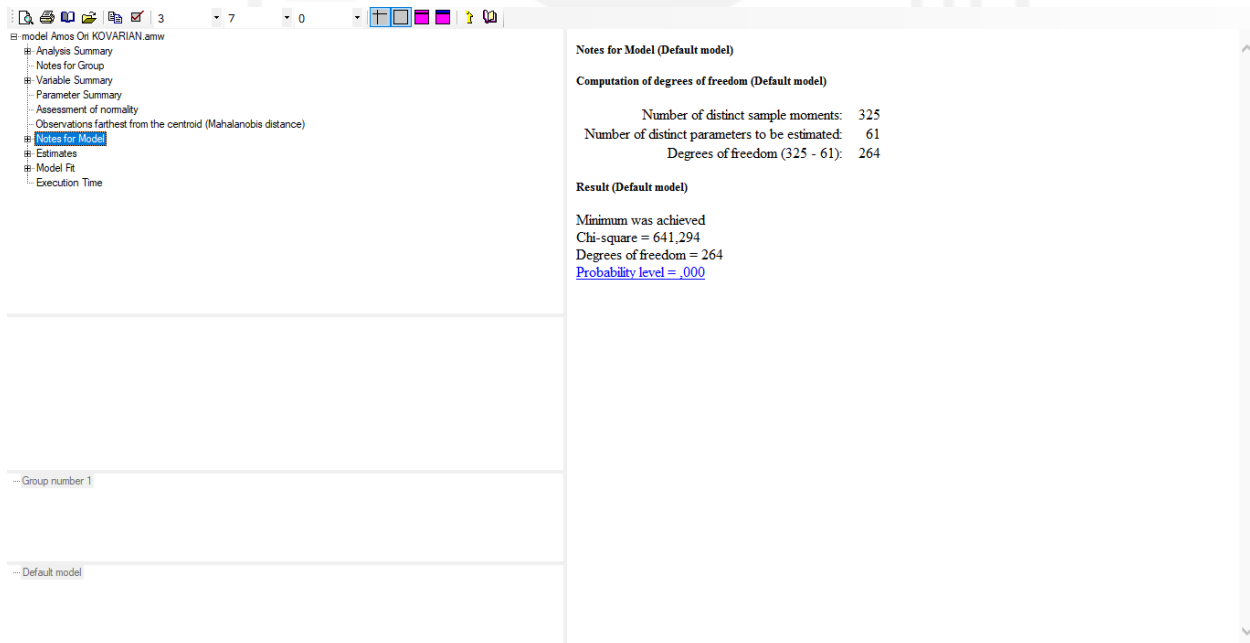 3 7 0
model Amos Ori KOVARIAN.amw
Analysis Summary
Notes for Group
Variable Summary
Parameter Summary
Assessment of normality
Observations farthest from the centroid (Mahalanobis distance)
Notes for Model
Estimates
Model Fit
Execution Time
Group number 1
Default model
Notes for Model (Default model)
Computation of degrees of freedom (Default model)
Number of distinct sample moments: 325
Number of distinct parameters to be estimated: 61
Degrees of freedom (325 - 61): 264
Result (Default model)
Minimum was achieved
Chi-square = 641,294
Degrees of freedom = 264
Probability level = ,000